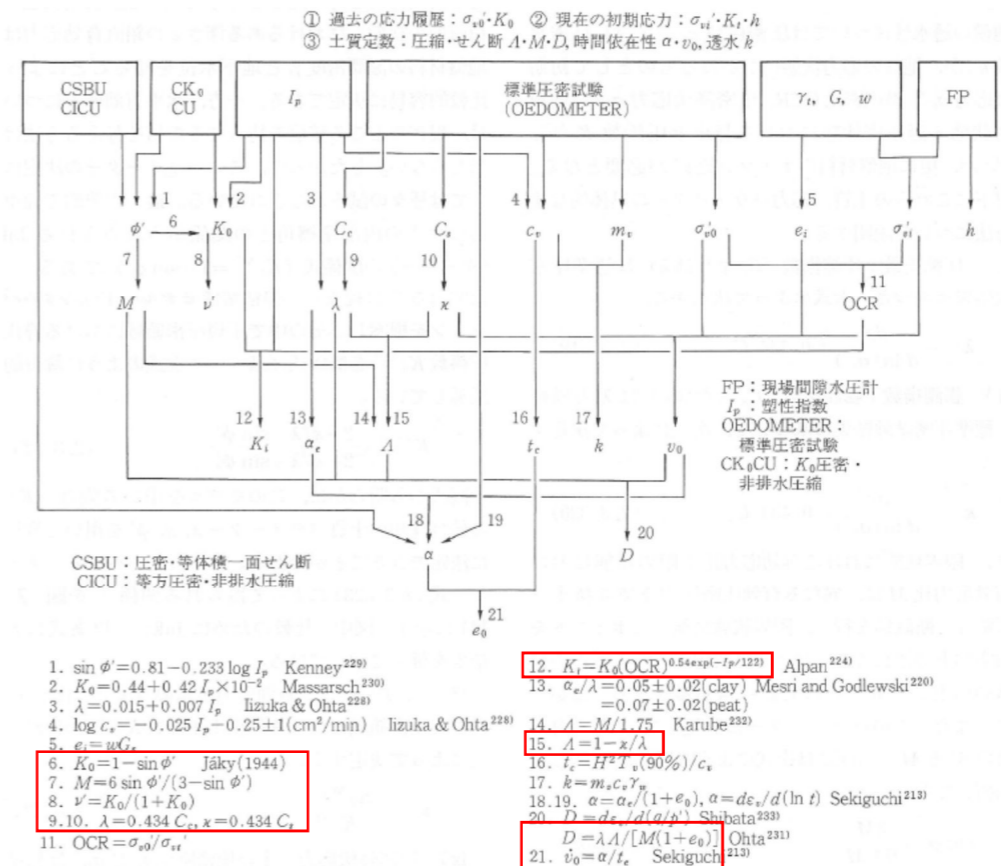 ① 過去の応力履歴：σv0′·K0 ② 現在の初期応力：σvi′·Ki·h
③ 土質定数：圧縮・せん断 Λ·M·D, 時間依存性 α·v̇0, 透水 k
CSBU CK0
CICU CU
Ip
標準圧密試験
(OEDOMETER)
γt, G, w
FP
1 2 3 4 5
φ′ 6 K0 Cc Cs cv mv σ′v0 ei σ′vi h
7 8 9 10 11
M ν λ κ OCR
12 13 14 15 16 17
Ki αe Λ tc k v̇0
FP：現場間隙水圧計
Ip：塑性指数
OEDOMETER：
標準圧密試験
CK0CU：K0圧密・
非排水圧縮
18 19 20
α D
CSBU：圧密・等体積一面せん断
CICU：等方圧密・非排水圧縮
21
e0
1. sin φ′=0.81−0.233 log Ip Kenney229)
2. K0=0.44+0.42 Ip×10−2 Massarsch230)
3. λ=0.015+0.007 Ip Iizuka & Ohta228)
4. log cv=−0.025 Ip−0.25±1(cm2/min) Iizuka & Ohta228)
5. ei=wGs
6. K0=1−sin φ′ Jáky(1944)
7. M=6 sin φ′/(3−sin φ′)
8. ν′=K0/(1+K0)
9.10. λ=0.434 Cc, κ=0.434 Cs
11. OCR=σv0′/σvi′
12. Ki=K0(OCR)0.54exp(−Ip/122) Alpan224)
13. αe/λ=0.05±0.02(clay) Mesri and Godlewski220)
=0.07±0.02(peat)
14. Λ=M/1.75 Karube232)
15. Λ=1−κ/λ
16. tc=H2Tv(90%)/cv
17. k=mvcvγw
18.19. α=αe/(1+e0), α=dεv/d(ln t) Sekiguchi213)
20. D=dεv/d(q/p′) Shibata233)
D=λΛ/[M(1+e0)] Ohta231)
21. v̇0=α/tc Sekiguch213)